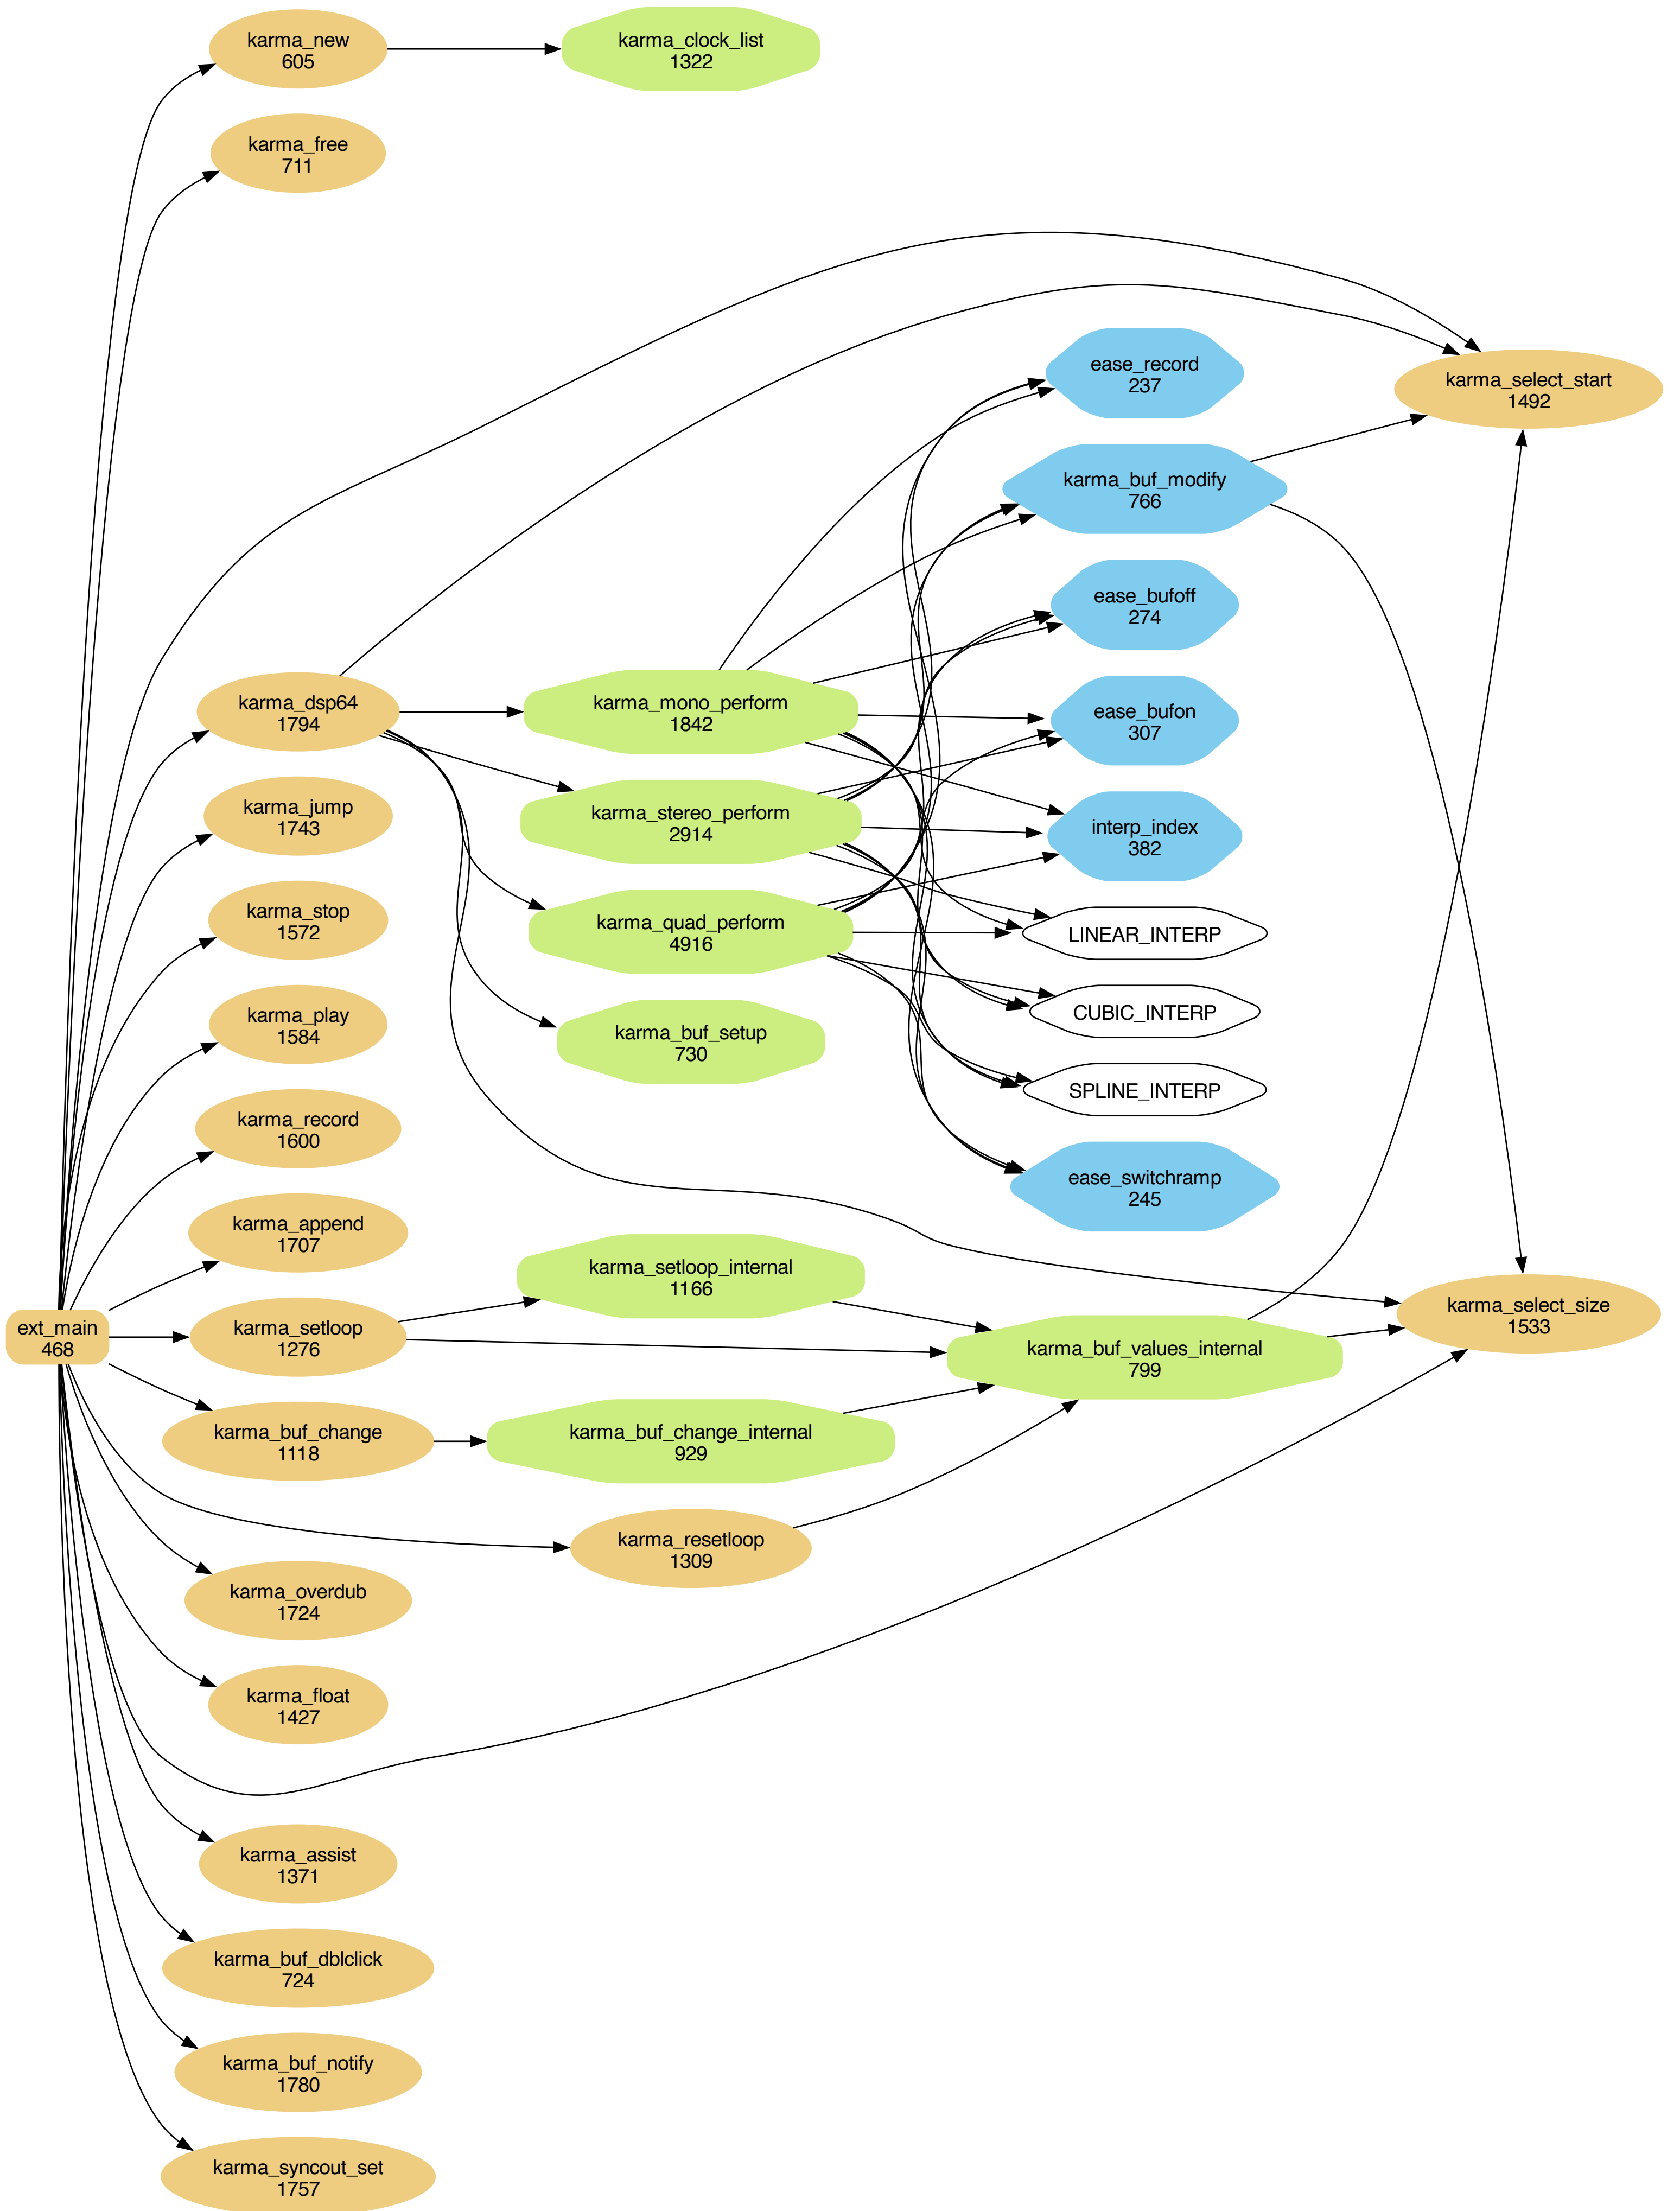 karma_new
605
karma_clock_list
1322
karma_free
711
ease_record
237
karma_select_start
1492
karma_buf_modify
766
ease_bufoff
274
karma_dsp64
1794
karma_mono_perform
1842
ease_bufon
307
karma_jump
1743
karma_stereo_perform
2914
interp_index
382
karma_stop
1572
karma_quad_perform
4916
LINEAR_INTERP
karma_play
1584
karma_buf_setup
730
CUBIC_INTERP
SPLINE_INTERP
karma_record
1600
ease_switchramp
245
karma_append
1707
karma_setloop_internal
1166
karma_select_size
1533
ext_main
468
karma_setloop
1276
karma_buf_values_internal
799
karma_buf_change
1118
karma_buf_change_internal
929
karma_resetloop
1309
karma_overdub
1724
karma_float
1427
karma_assist
1371
karma_buf_dblclick
724
karma_buf_notify
1780
karma_syncout_set
1757